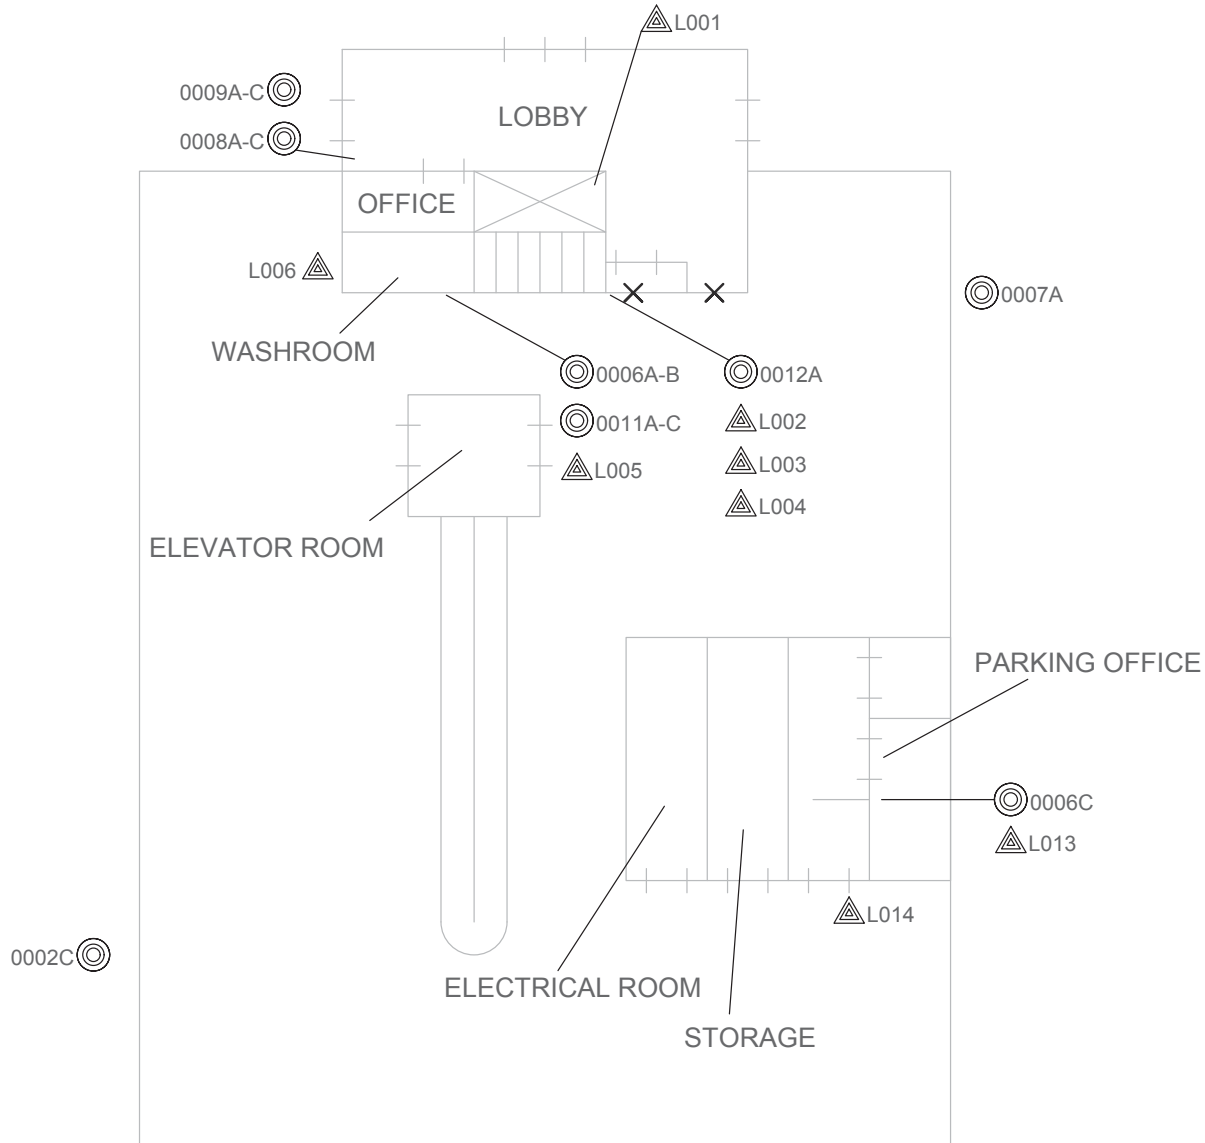 L001
0009A-C
LOBBY
0008A-C
OFFICE
L006
0007A
WASHROOM
0006A-B
0012A
0011A-C
L002
L005
L003
L004
ELEVATOR ROOM
PARKING OFFICE
0006C
L013
L014
0002C
ELECTRICAL ROOM
STORAGE